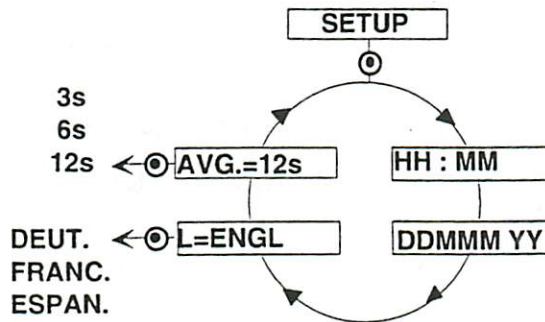 SETUP
3s
6s
12s
AVG.=12s
HH : MM
DEUT.
FRANC.
ESPAN.
L=ENGL
DDMMM YY